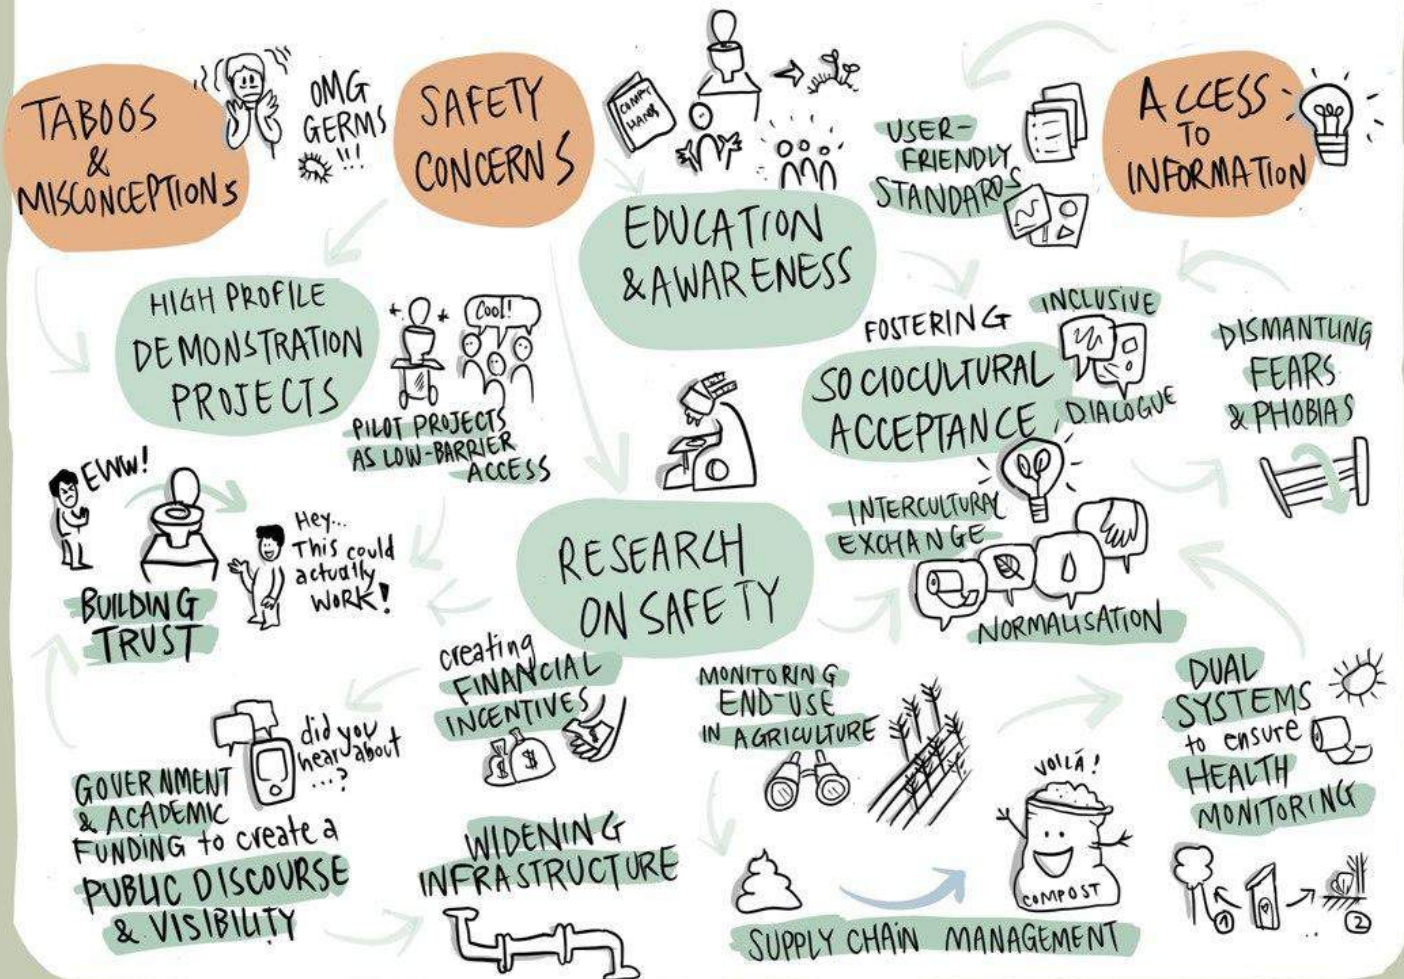 TABOOS
&
MISCONCEPTIONS
OMG
GERMS
!!!
SAFETY
CONCERNS
EDUCATION
& AWARENESS
USER-
FRIENDLY
STANDARDS
ACCESS
TO
INFORMATION
HIGH PROFILE
DEMONSTRATION
PROJECTS
Cool!
PILOT PROJECTS
AS LOW-BARRIER
ACCESS
FOSTERING
SOCIOCULTURAL
ACCEPTANCE
INCLUSIVE
DIALOGUE
DISMANTLING
FEARS
& PHOBIAS
EWW!
Hey...
This could
actually
WORK!
BUILDING
TRUST
RESEARCH
ON SAFETY
INTERCULTURAL
EXCHANGE
NORMALISATION
creating
FINANCIAL
INCENTIVES
$ $
MONITORING
END-USE
IN AGRICULTURE
DUAL
SYSTEMS
to ensure
HEALTH
MONITORING
1
2
did you
hear about
...?
GOVERNMENT
& ACADEMIC
FUNDING to create a
PUBLIC DISCOURSE
& VISIBILITY
WIDENING
INFRASTRUCTURE
VOILÁ!
COMPOST
SUPPLY CHAIN MANAGEMENT